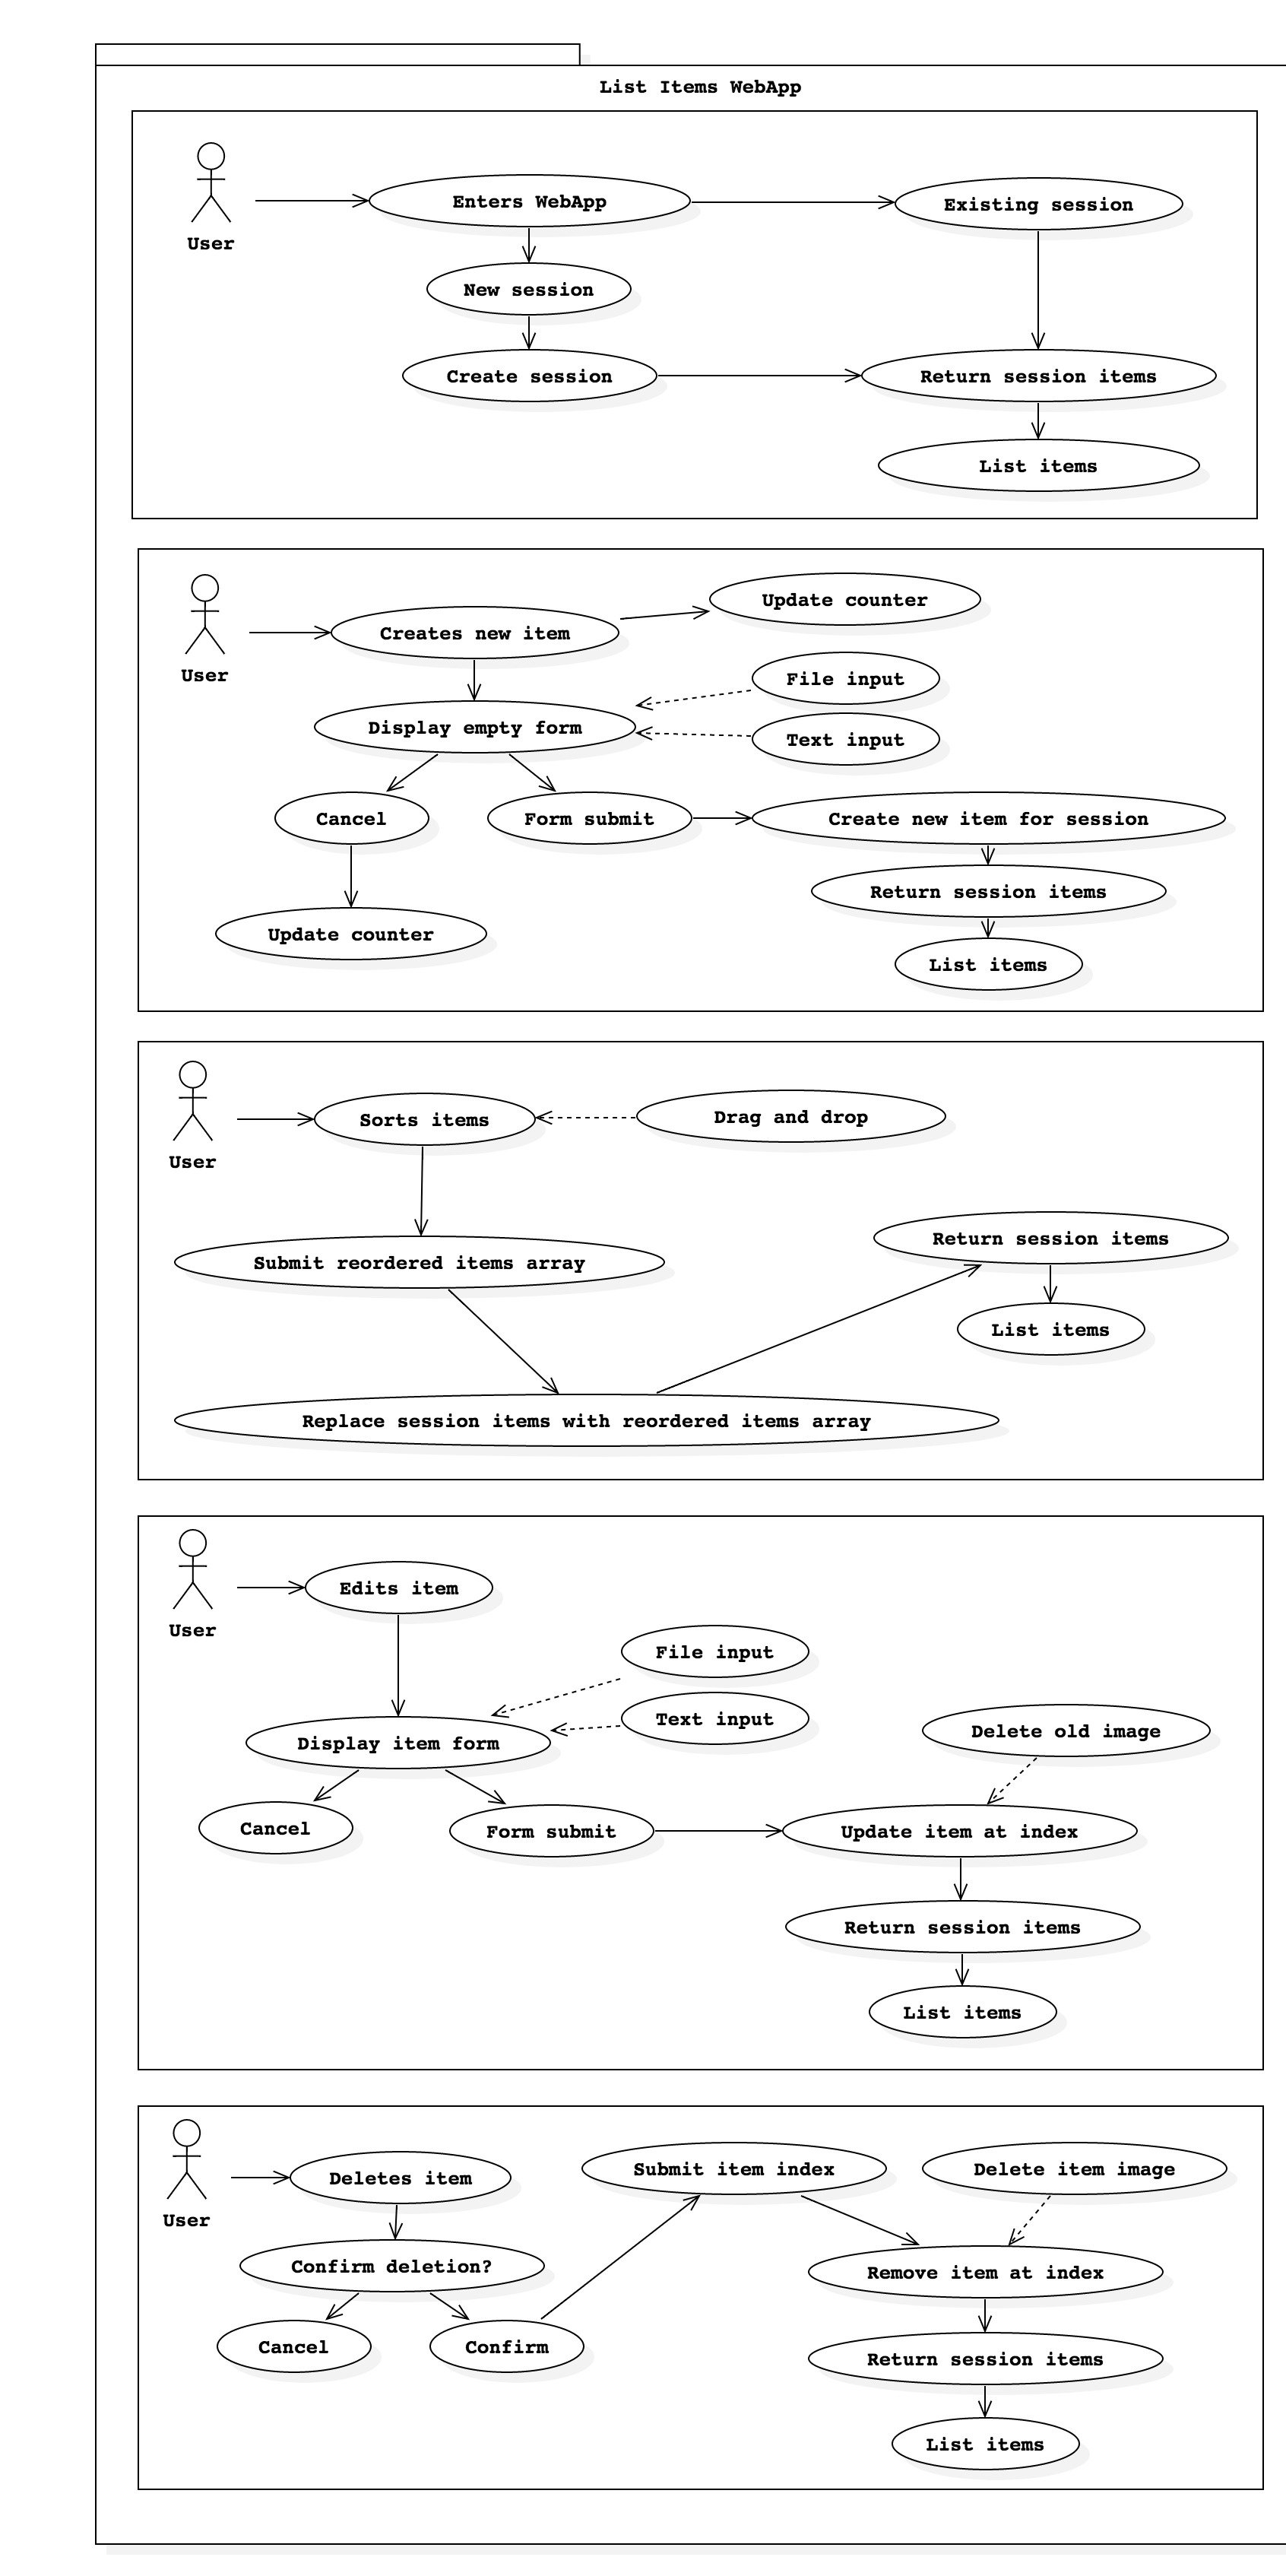 List Items WebApp
User
Enters WebApp
Existing session
New session
Create session
Return session items
List items
User
Creates new item
Update counter
File input
Display empty form
Text input
Cancel
Form submit
Create new item for session
Return session items
Update counter
List items
User
Sorts items
Drag and drop
Submit reordered items array
Return session items
List items
Replace session items with reordered items array
User
Edits item
File input
Text input
Display item form
Delete old image
Cancel
Form submit
Update item at index
Return session items
List items
User
Deletes item
Submit item index
Delete item image
Confirm deletion?
Remove item at index
Cancel
Confirm
Return session items
List items